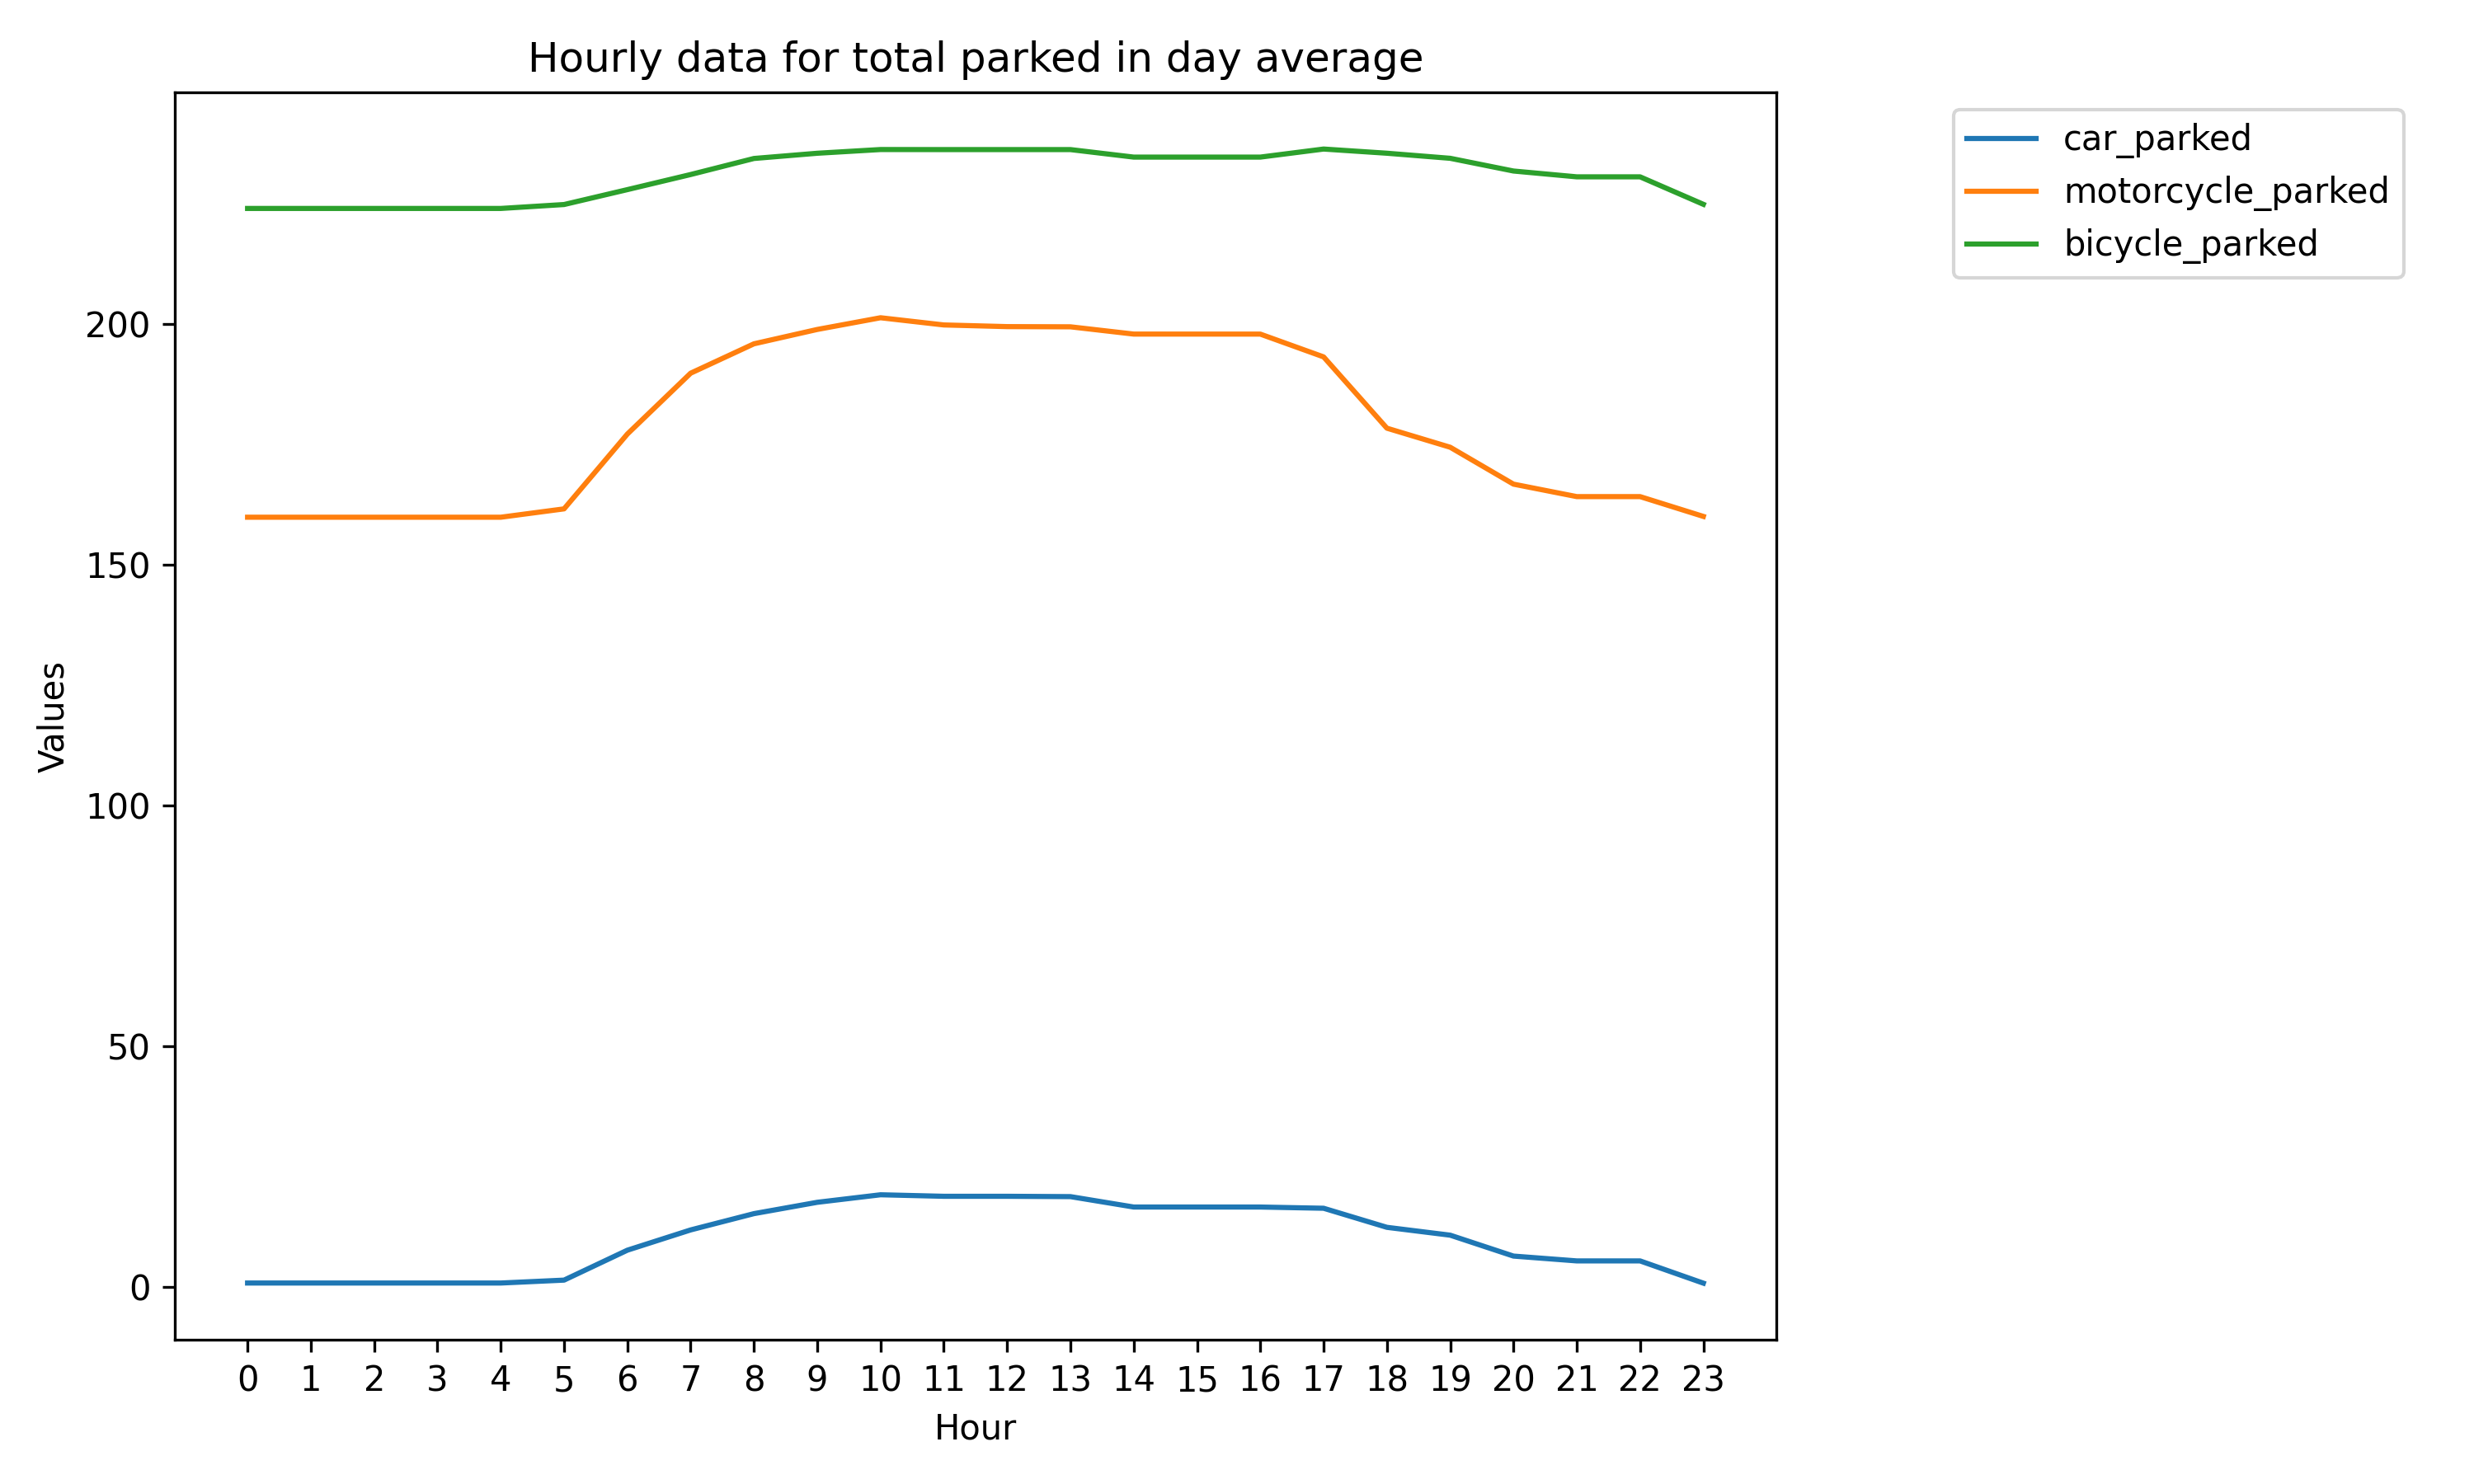 Hourly data for total parked in day average
car_parked
motorcycle_parked
bicycle_parked
200
150
100
50
0
Values
0 1 2 3 4 5 6 7 8 9 10 11 12 13 14 15 16 17 18 19 20 21 22 23
Hour